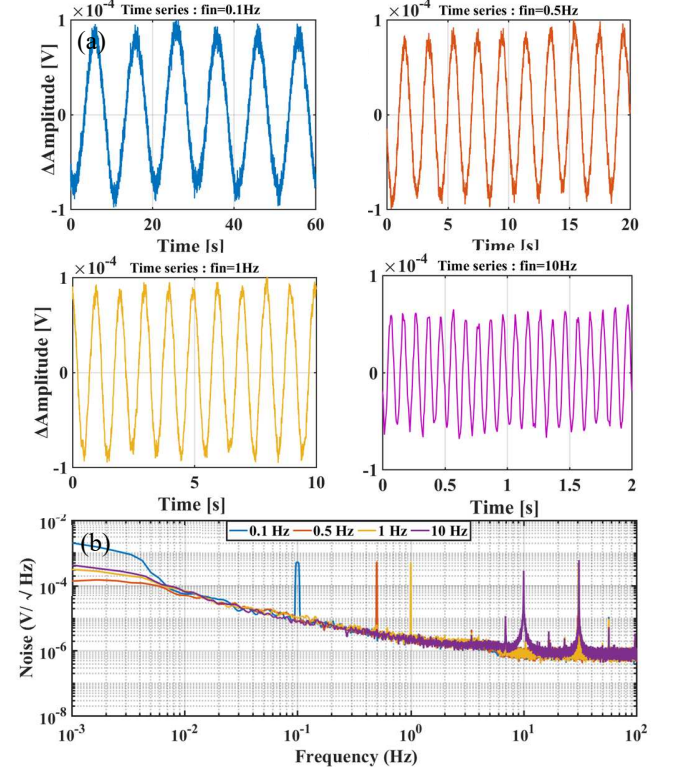 ×10⁻⁴ Time series : fin=0.1Hz
×10⁻⁴ Time series : fin=0.5Hz
(a)
ΔAmplitude [V]
1
0
-1
0 20 40 60
Time [s]
1
0
-1
0 5 10 15 20
Time [s]
×10⁻⁴ Time series : fin=1Hz
×10⁻⁴ Time series : fin=10Hz
ΔAmplitude [V]
1
0
-1
0 5 10
Time [s]
1
0
-1
0 0.5 1 1.5 2
Time [s]
(b)
0.1 Hz 0.5 Hz 1 Hz 10 Hz
Noise (V/√Hz)
10⁻²
10⁻⁴
10⁻⁶
10⁻⁸
10⁻³ 10⁻² 10⁻¹ 10⁰ 10¹ 10²
Frequency (Hz)